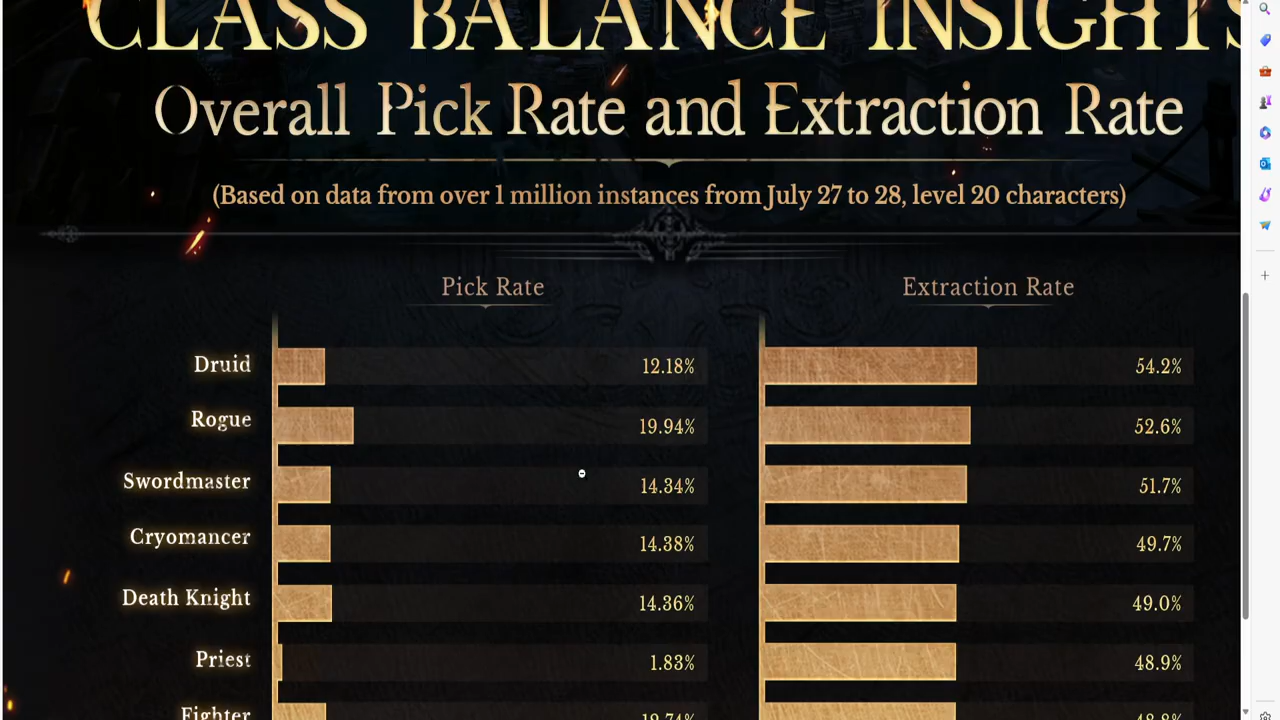 CLASS BALANCE INSIGHTS
Overall Pick Rate and Extraction Rate
(Based on data from over 1 million instances from July 27 to 28, level 20 characters)
Pick Rate Extraction Rate
Druid 12.18% 54.2%
Rogue 19.94% 52.6%
Swordmaster 14.34% 51.7%
Cryomancer 14.38% 49.7%
Death Knight 14.36% 49.0%
Priest 1.83% 48.9%
Fighter